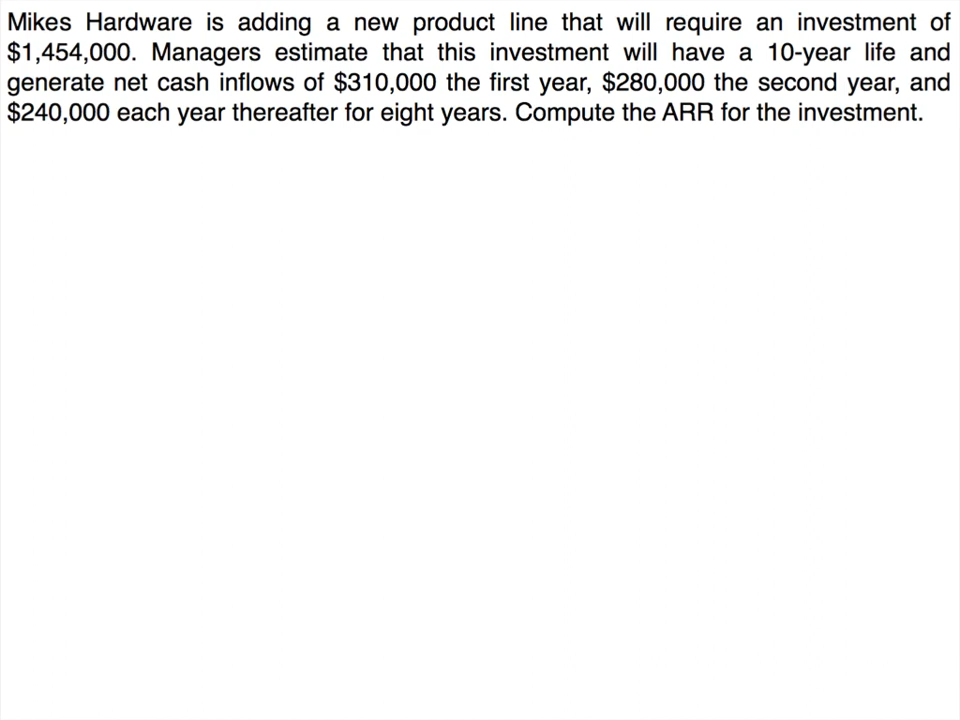 Mikes Hardware is adding a new product line that will require an investment of
$1,454,000. Managers estimate that this investment will have a 10-year life and
generate net cash inflows of $310,000 the first year, $280,000 the second year, and
$240,000 each year thereafter for eight years. Compute the ARR for the investment.